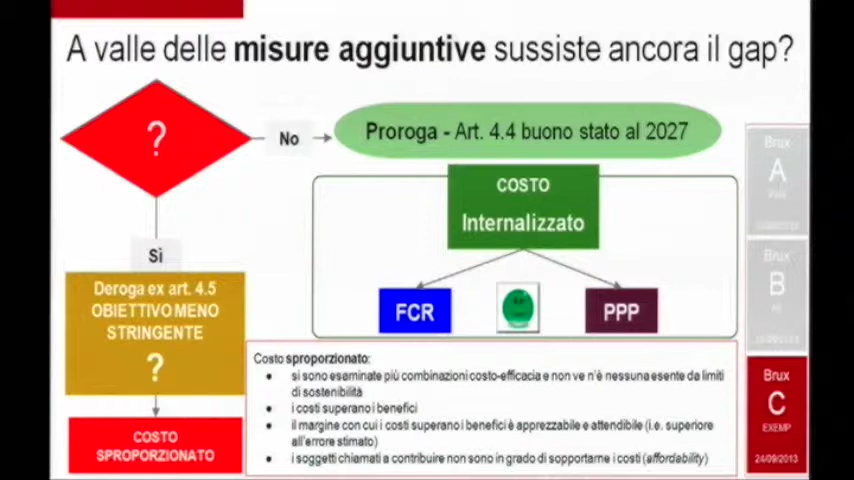 A valle delle misure aggiuntive sussiste ancora il gap?
?
No
Proroga - Art. 4.4 buono stato al 2027
COSTO
Internalizzato
FCR
PPP
Sì
Deroga ex art. 4.5
OBIETTIVO MENO
STRINGENTE
?
COSTO
SPROPORZIONATO
Costo sproporzionato:
• si sono esaminate più combinazioni costo-efficacia e non ve n'è nessuna esente da limiti
di sostenibilità
• i costi superano i benefici
• il margine con cui i costi superano i benefici è apprezzabile e attendibile (i.e. superiore
all'errore stimato)
• i soggetti chiamati a contribuire non sono in grado di sopportarne i costi (affordability)
Brux
A
Brux
B
Brux
C
EXEMP
24/09/2013